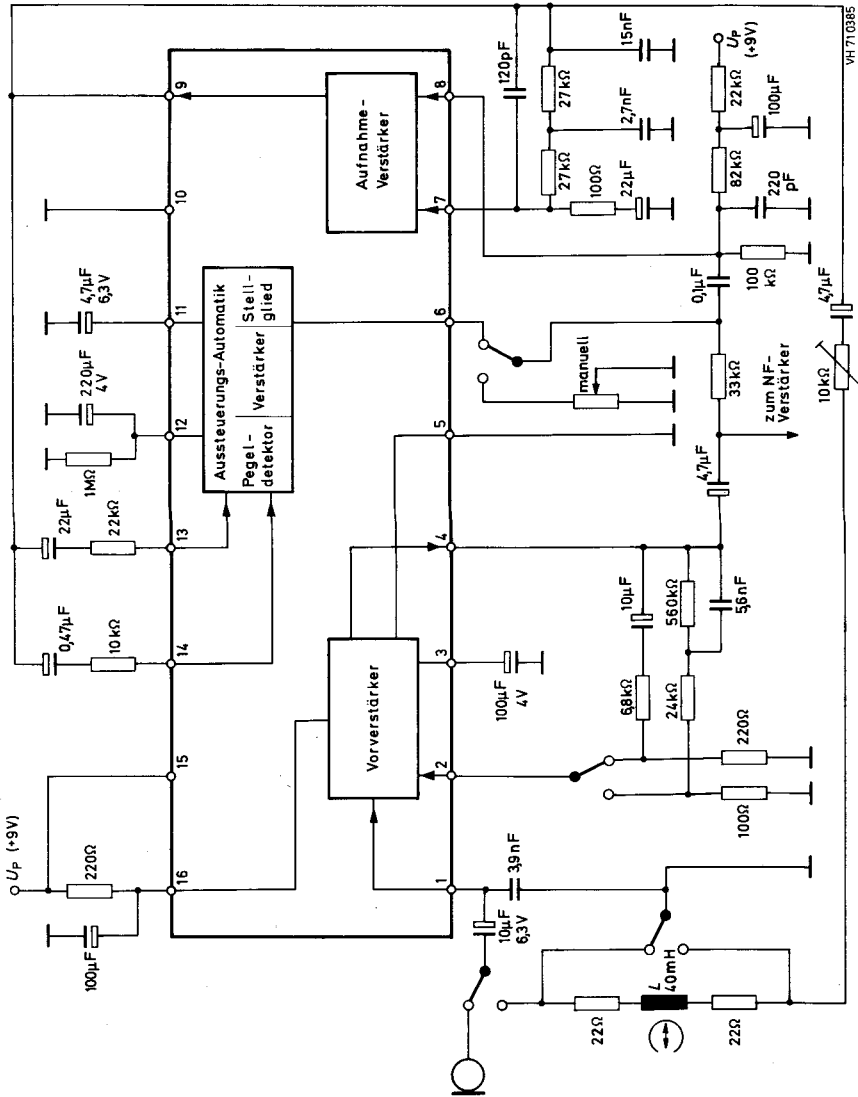 U_P (+9V)
220Ω
100µF
0,47µF
10kΩ
22µF
22kΩ
1MΩ
220µF
4V
4,7µF
6,3V
16
15
14
13
12
11
10
9
Aussteuerungs-Automatik
Pegel-
detektor
Verstärker
Stell-
glied
Aufnahme-
Verstärker
Vorverstärker
1
2
3
4
5
6
7
8
10µF
6,3V
3,9nF
100µF
4V
22Ω
L
40mH
22Ω
10µF
6,8kΩ
560kΩ
24kΩ
5,6nF
100Ω
220Ω
4,7µF
zum NF-
Verstärker
33kΩ
manuell
0,1µF
100
kΩ
120pF
27kΩ
27kΩ
100Ω
22µF
2,7nF
15nF
220
pF
82kΩ
100µF
22kΩ
U_P
(+9V)
4,7µF
10kΩ
VH 710385